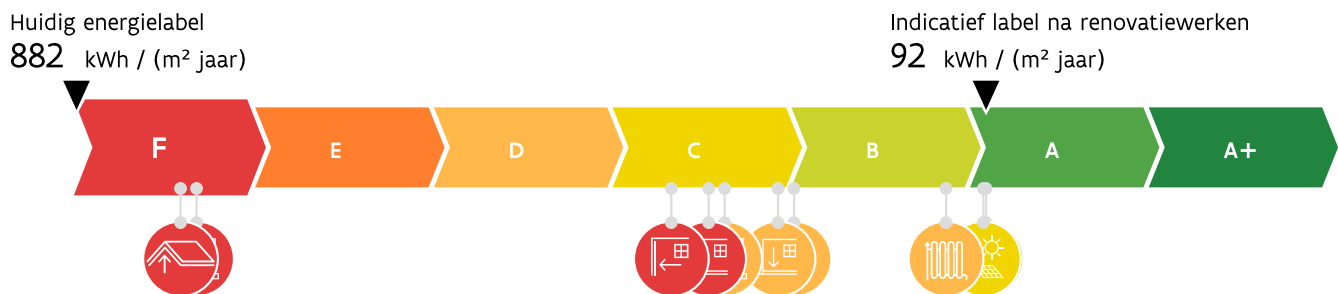 Huidig energielabel
882 kWh / (m² jaar)
Indicatief label na renovatiewerken
92 kWh / (m² jaar)
F E D C B A A+